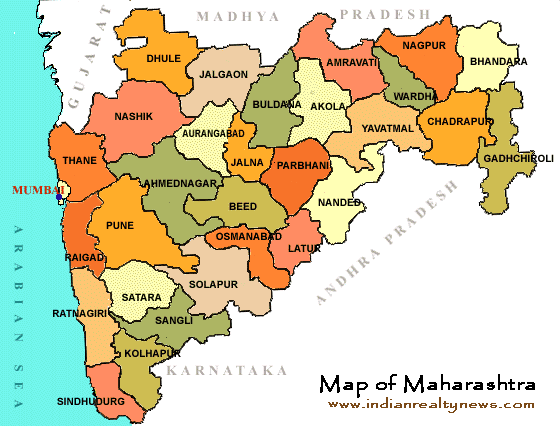 MADHYA PRADESH
GUJARAT
DHULE
JALGAON
NAGPUR
BHANDARA
AMRAVATI
BULDANA
AKOLA
WARDHA
NASHIK
AURANGABAD
YAVATMAL
CHADRAPUR
THANE
JALNA
PARBHANI
GADHCHIROLI
MUMBAI
AHMEDNAGAR
BEED
NANDED
PUNE
OSMANABAD
LATUR
RAIGAD
ANDHRA PRADESH
ARABIAN SEA
SOLAPUR
SATARA
RATNAGIRI
SANGLI
KOLHAPUR
KARNATAKA
SINDHUDURG
Map of Maharashtra
www.indianrealtynews.com